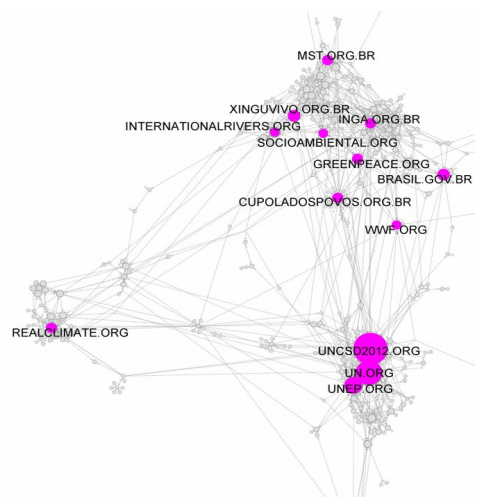 MST.ORG.BR
XINGUVIVO.ORG.BR
INTERNATIONALRIVERS.ORG
INGA.ORG.BR
SOCIOAMBIENTAL.ORG
GREENPEACE.ORG
BRASIL.GOV.BR
CUPOLADOSPOVOS.ORG.BR
WWF.ORG
REALCLIMATE.ORG
UNCSD2012.ORG
UN.ORG
UNEP.ORG